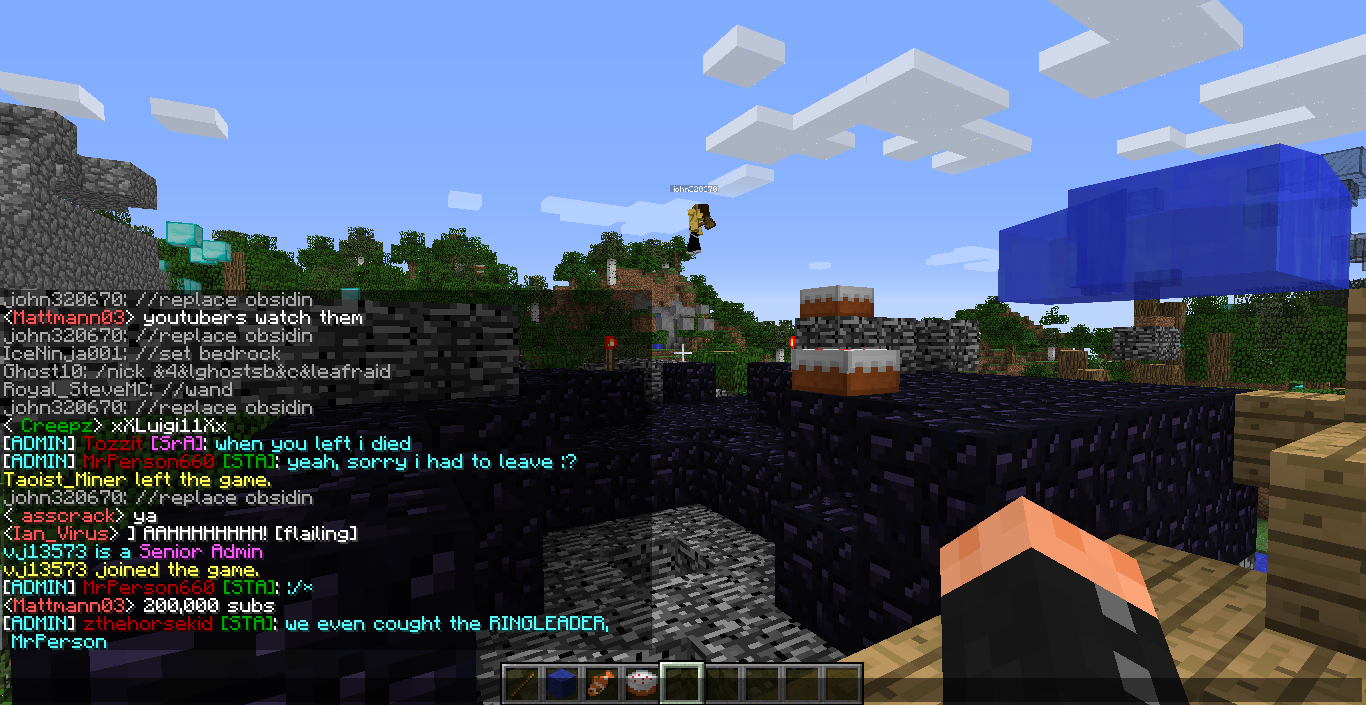 john320670
john320670: //replace obsidin
<Mattmann03> youtubers watch them
john320670: //replace obsidin
IceNinja001: //set bedrock
Ghost10: /nick &4&lghostsb&c&leafraid
Royal_SteveMC: //wand
john320670: //replace obsidin
< Creepz> xXLuigi11Xx
[ADMIN] Tozzit [SrA]: when you left i died
[ADMIN] MrPerson660 [STA]: yeah, sorry i had to leave :?
Taoist_Miner left the game.
john320670: //replace obsidin
<_asscrack> ya
<Ian_Virus> ] AAHHHHHHHH! [flailing]
vj13573 is a Senior Admin
vj13573 joined the game.
[ADMIN] MrPerson660 [STA]: :/×
<Mattmann03> 200,000 subs
[ADMIN] zthehorsekid [STA]: we even cought the RINGLEADER,
MrPerson